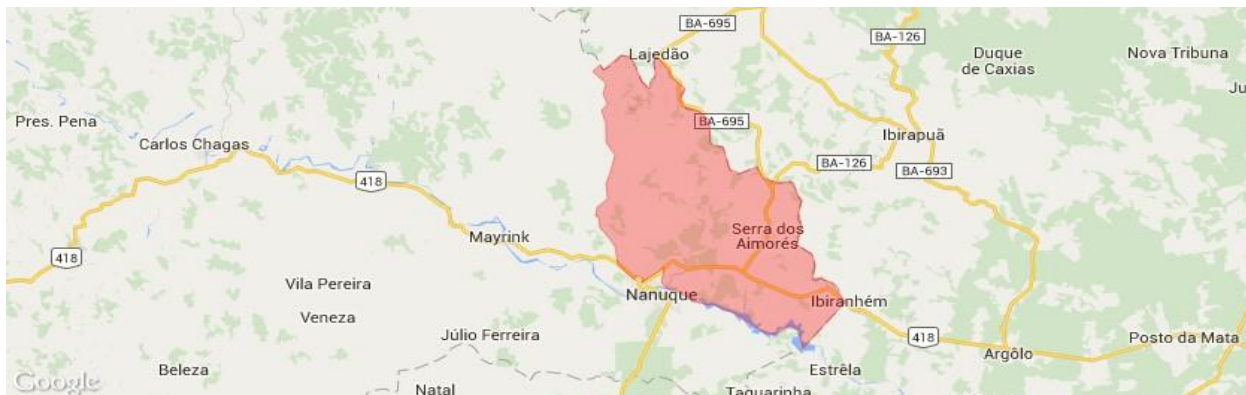 BA-695
BA-126
Lajedão
Duque
de Caxias
Nova Tribuna
Ju
Pres. Pena
BA-695
Carlos Chagas
Ibirapuã
BA-126
BA-693
418
Mayrink
Serra dos
Aimorés
418
Vila Pereira
Nanuque
Ibiranhém
Veneza
Júlio Ferreira
418
Posto da Mata
Argôlo
Beleza
Estrêla
Google
Natal
Taquarinha